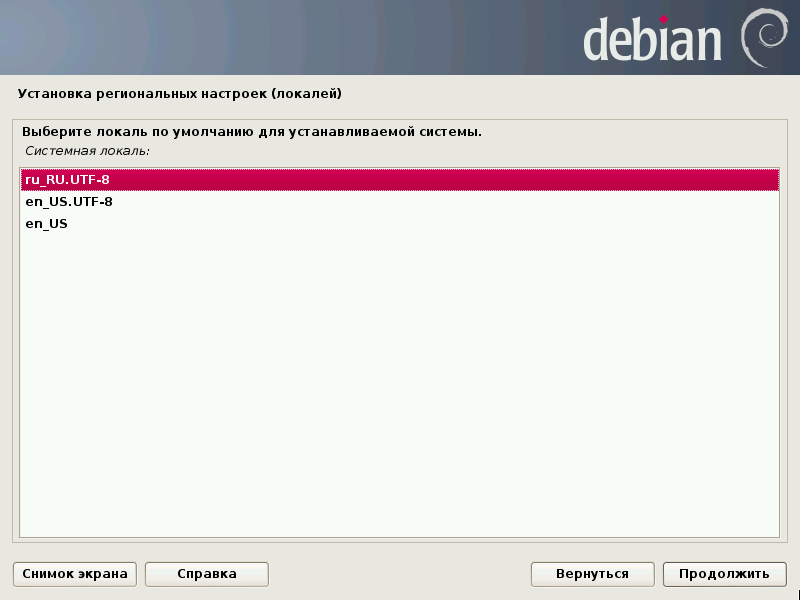 debian
Установка региональных настроек (локалей)
Выберите локаль по умолчанию для устанавливаемой системы.
Системная локаль:
ru_RU.UTF-8
en_US.UTF-8
en_US
Снимок экрана Справка Вернуться Продолжить